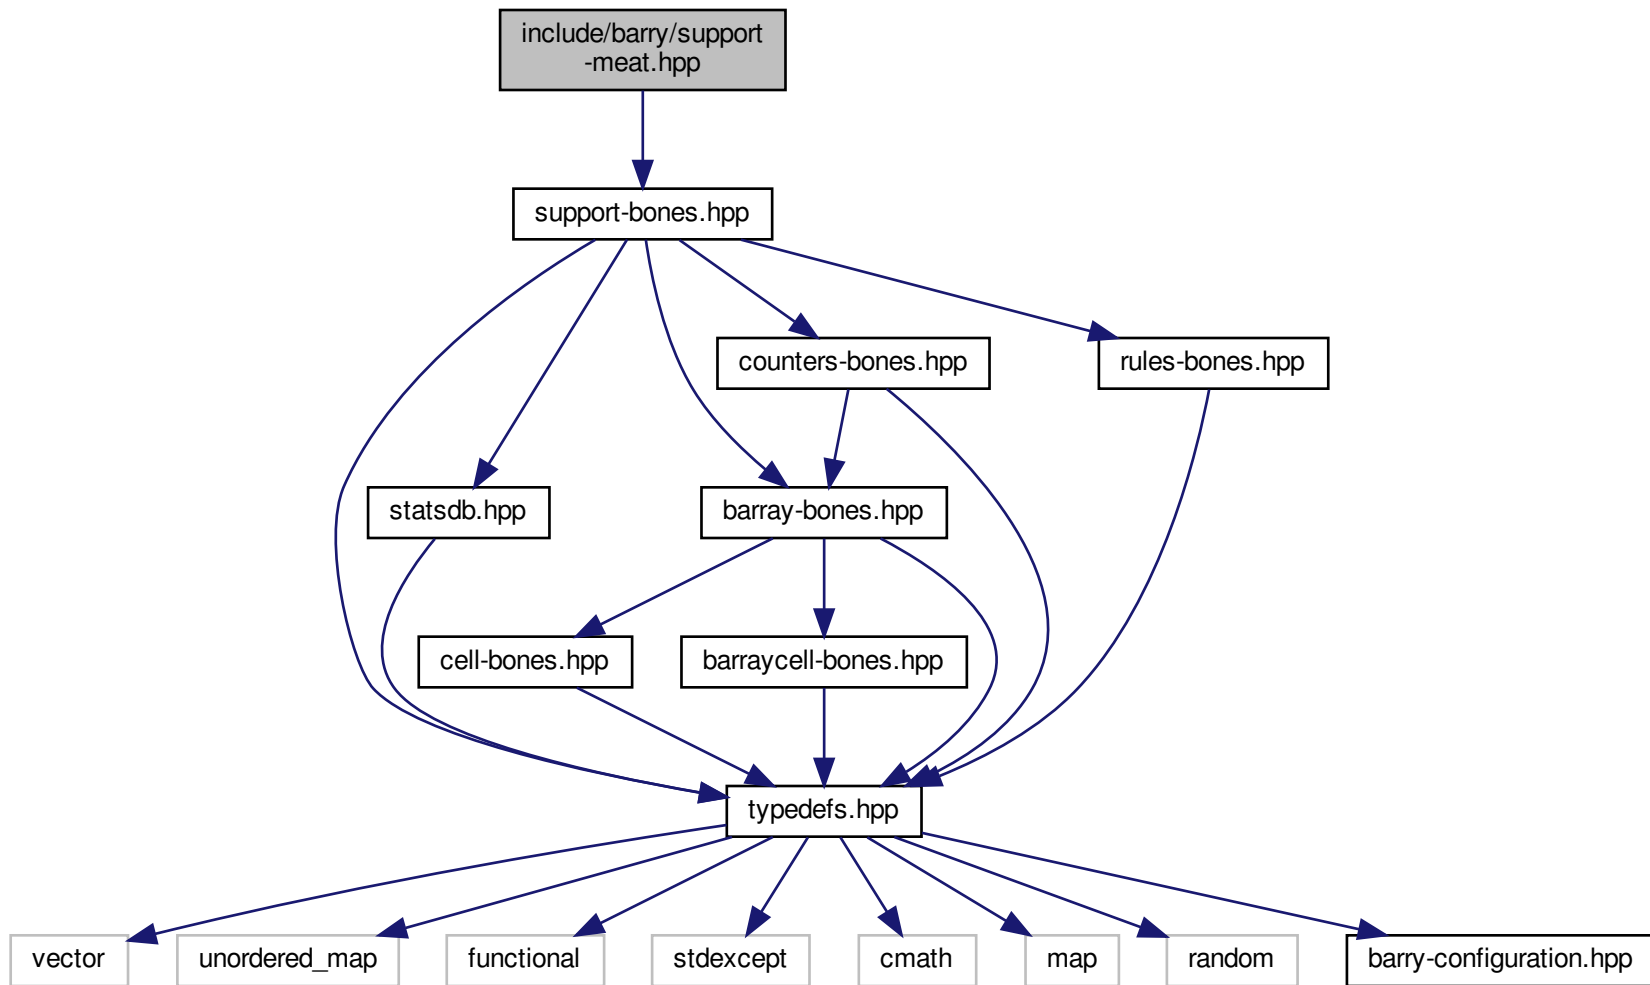 include/barry/support
-meat.hpp
support-bones.hpp
counters-bones.hpp
rules-bones.hpp
statsdb.hpp
barray-bones.hpp
cell-bones.hpp
barraycell-bones.hpp
typedefs.hpp
vector
unordered_map
functional
stdexcept
cmath
map
random
barry-configuration.hpp